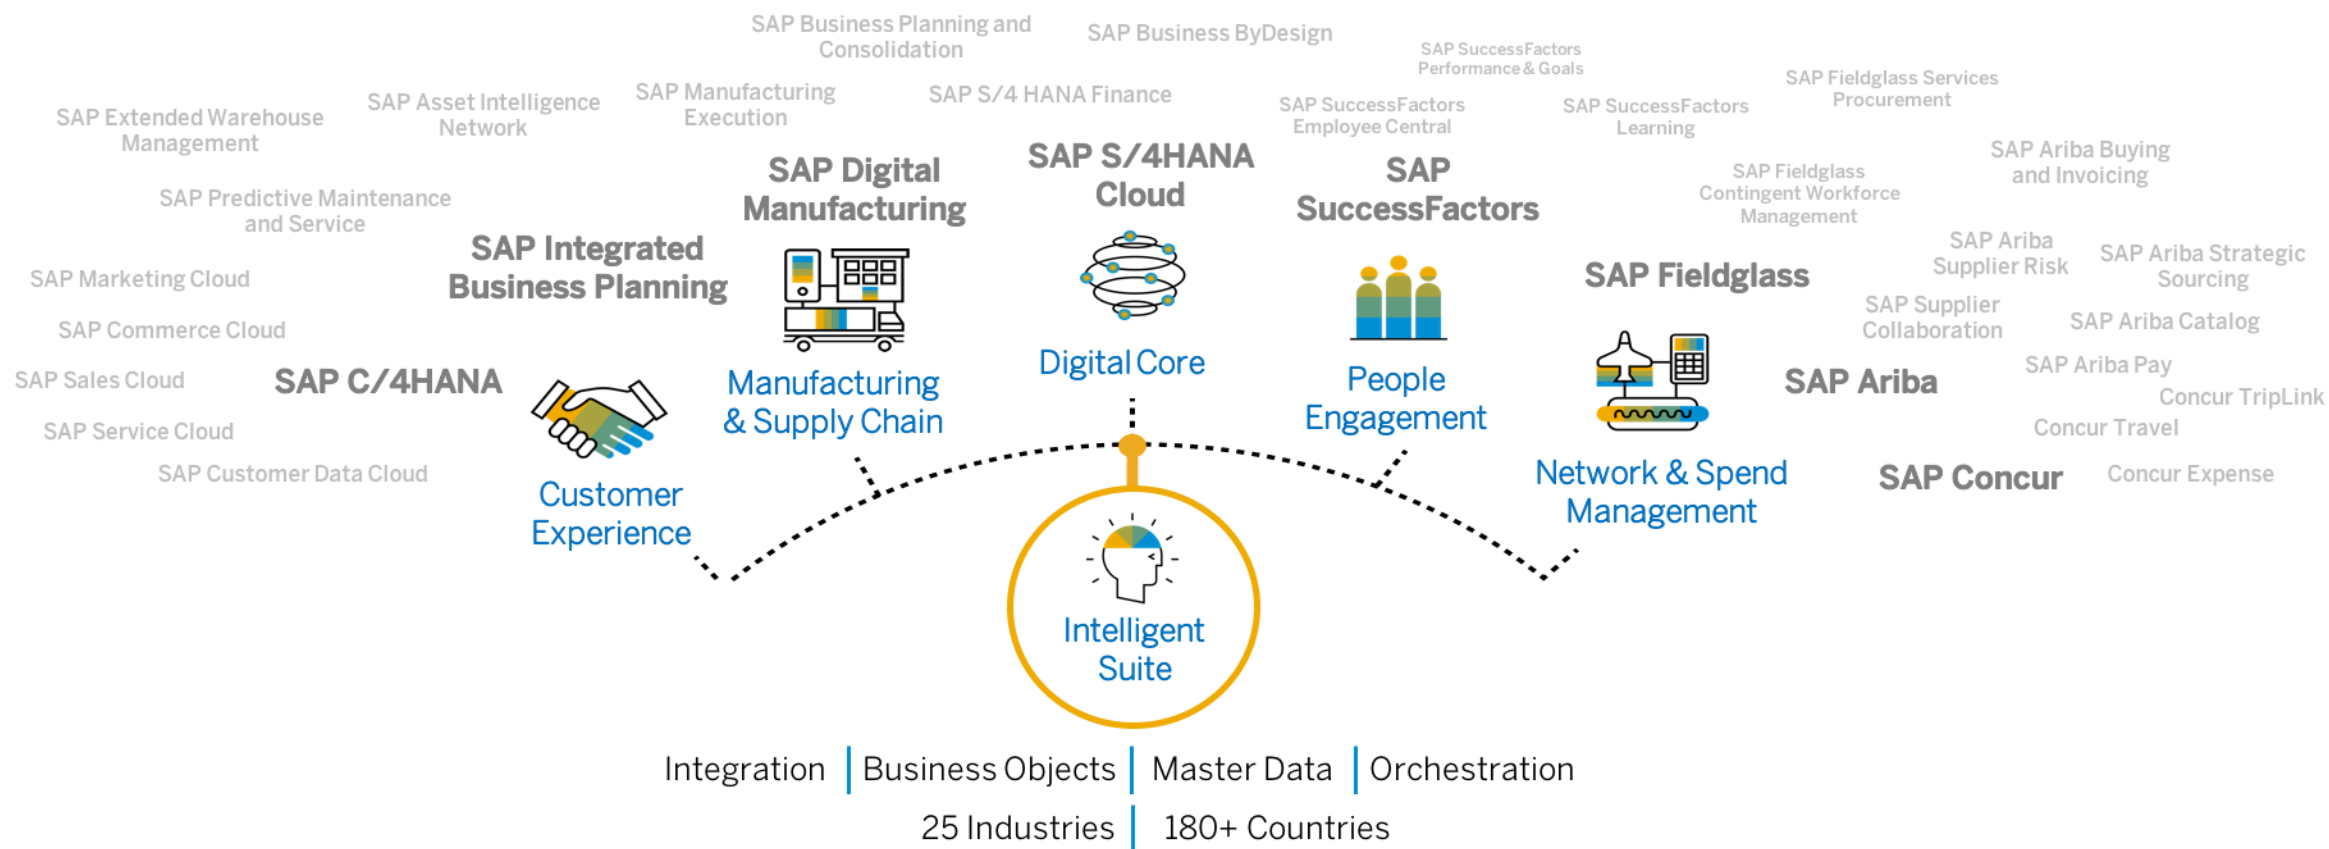 SAP Business Planning and
Consolidation
SAP Business ByDesign
SAP SuccessFactors
Performance & Goals
SAP Fieldglass Services
Procurement
SAP Extended Warehouse
Management
SAP Asset Intelligence
Network
SAP Manufacturing
Execution
SAP S/4 HANA Finance
SAP SuccessFactors
Employee Central
SAP SuccessFactors
Learning
SAP Ariba Buying
and Invoicing
SAP Predictive Maintenance
and Service
SAP Digital
Manufacturing
SAP S/4HANA
Cloud
SAP
SuccessFactors
SAP Fieldglass
Contingent Workforce
Management
SAP Integrated
Business Planning
SAP Fieldglass
SAP Ariba
Supplier Risk
SAP Ariba Strategic
Sourcing
SAP Marketing Cloud
SAP Commerce Cloud
SAP Sales Cloud
SAP Service Cloud
SAP Customer Data Cloud
SAP C/4HANA
SAP Supplier
Collaboration
SAP Ariba Catalog
SAP Ariba Pay
SAP Ariba
Concur TripLink
Concur Travel
SAP Concur
Concur Expense
Customer
Experience
Manufacturing
& Supply Chain
Digital Core
People
Engagement
Network & Spend
Management
Intelligent
Suite
Integration | Business Objects | Master Data | Orchestration
25 Industries | 180+ Countries